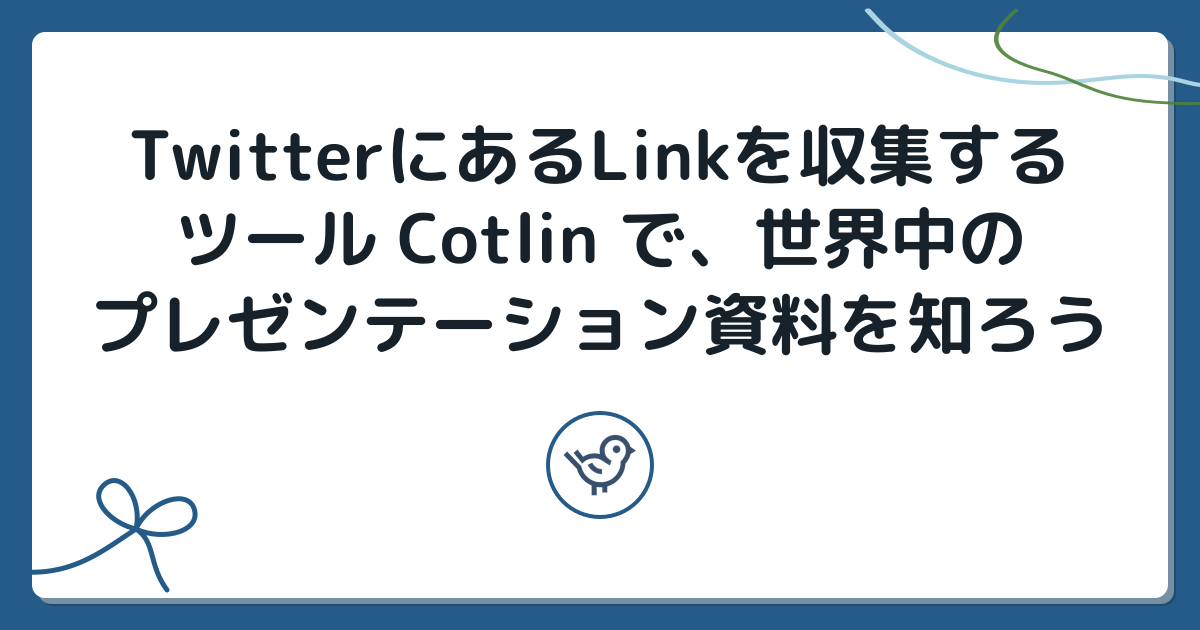 TwitterにあるLinkを収集する
ツール Cotlin で、世界中の
プレゼンテーション資料を知ろう